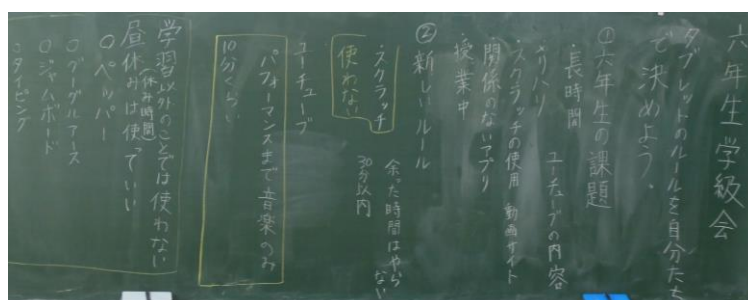 六年生 学級会
タブレットのルールを自分たち
で決めよう。
①六年生の課題
・長時間 ユーチューブの内容
・メリハリ
・スクラッチの使用 動画サイト
・関係のないアプリ
・授業中
②新しいルール
・スクラッチ 余った時間はやらない
使わない 30分以内
ユーチューブ
パフォーマンスまで音楽のみ
10分くらい
学習以外のことでは使わない
(休み時間)
昼休みは使っていい
○ペッパー
○グーグルアース
○ジャムボード
○タイピング